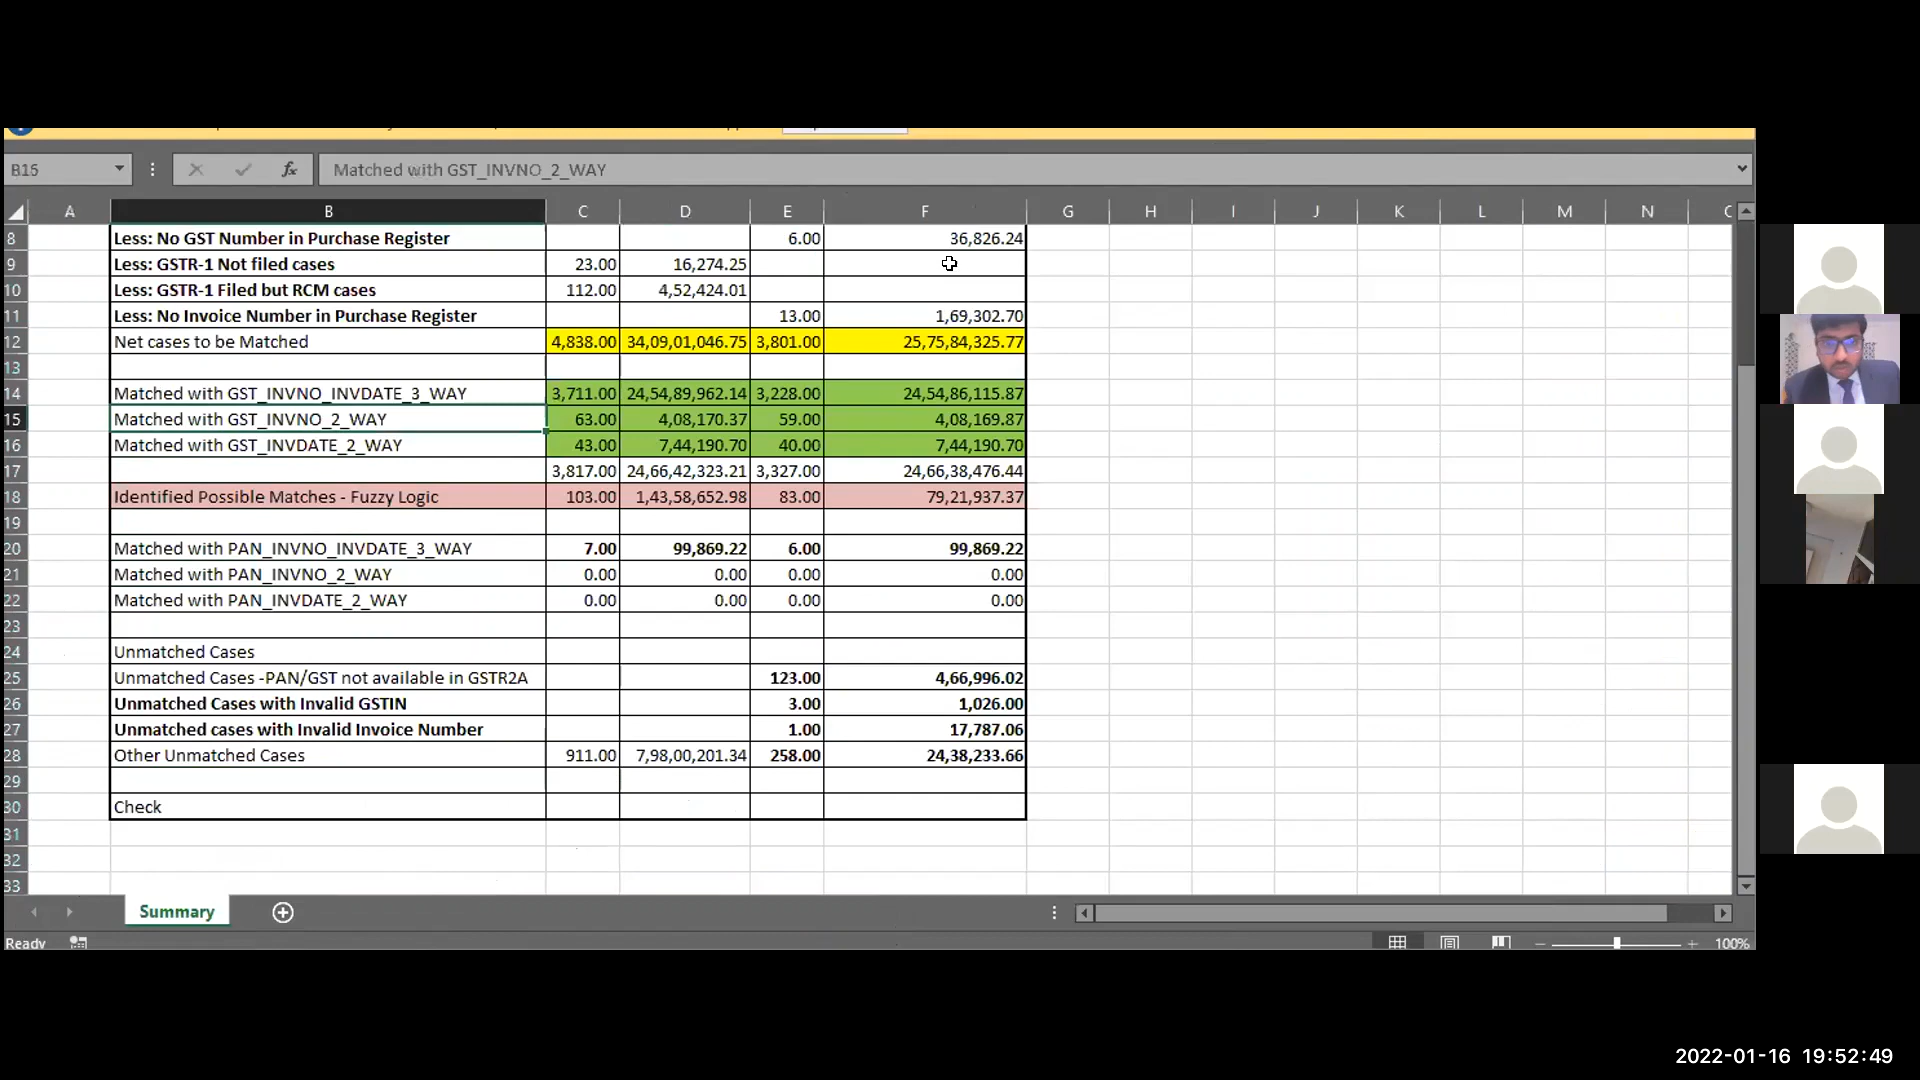 B15 fx Matched with GST_INVNO_2_WAY
A B C D E F G H I J K L M N
8 Less: No GST Number in Purchase Register 6.00 36,826.24
9 Less: GSTR-1 Not filed cases 23.00 16,274.25
10 Less: GSTR-1 Filed but RCM cases 112.00 4,52,424.01
11 Less: No Invoice Number in Purchase Register 13.00 1,69,302.70
12 Net cases to be Matched 4,838.00 34,09,01,046.75 3,801.00 25,75,84,325.77
13
14 Matched with GST_INVNO_INVDATE_3_WAY 3,711.00 24,54,89,962.14 3,228.00 24,54,86,115.87
15 Matched with GST_INVNO_2_WAY 63.00 4,08,170.37 59.00 4,08,169.87
16 Matched with GST_INVDATE_2_WAY 43.00 7,44,190.70 40.00 7,44,190.70
17 3,817.00 24,66,42,323.21 3,327.00 24,66,38,476.44
18 Identified Possible Matches - Fuzzy Logic 103.00 1,43,58,652.98 83.00 79,21,937.37
19
20 Matched with PAN_INVNO_INVDATE_3_WAY 7.00 99,869.22 6.00 99,869.22
21 Matched with PAN_INVNO_2_WAY 0.00 0.00 0.00 0.00
22 Matched with PAN_INVDATE_2_WAY 0.00 0.00 0.00 0.00
23
24 Unmatched Cases
25 Unmatched Cases -PAN/GST not available in GSTR2A 123.00 4,66,996.02
26 Unmatched Cases with Invalid GSTIN 3.00 1,026.00
27 Unmatched cases with Invalid Invoice Number 1.00 17,787.06
28 Other Unmatched Cases 911.00 7,98,00,201.34 258.00 24,38,233.66
29
30 Check
31
32
33
Summary
Ready 100%
2022-01-16 19:52:49